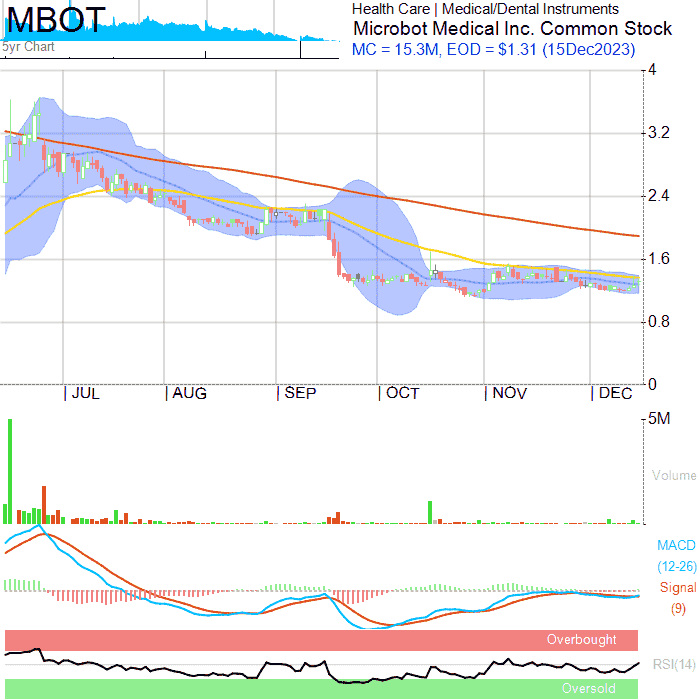 MBOT
5yr Chart
Health Care | Medical/Dental Instruments
Microbot Medical Inc. Common Stock
MC = 15.3M, EOD = $1.31 (15Dec2023)
4
3.2
2.4
1.6
0.8
0
JUL AUG SEP OCT NOV DEC
5M
Volume
MACD
(12-26)
Signal
(9)
Overbought
RSI(14)
Oversold